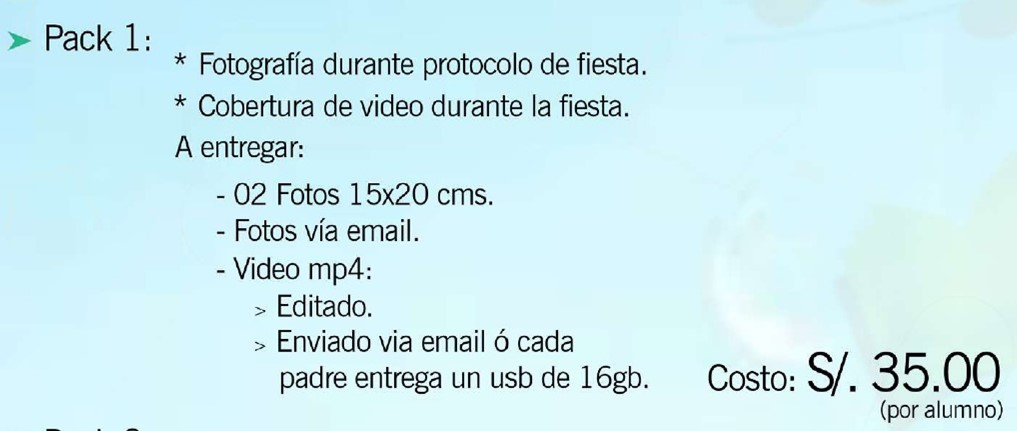 ➤ Pack 1:
* Fotografía durante protocolo de fiesta.
* Cobertura de video durante la fiesta.
A entregar:
- 02 Fotos 15x20 cms.
- Fotos vía email.
- Video mp4:
> Editado.
> Enviado via email ó cada
padre entrega un usb de 16gb.
Costo: S/. 35.00
(por alumno)